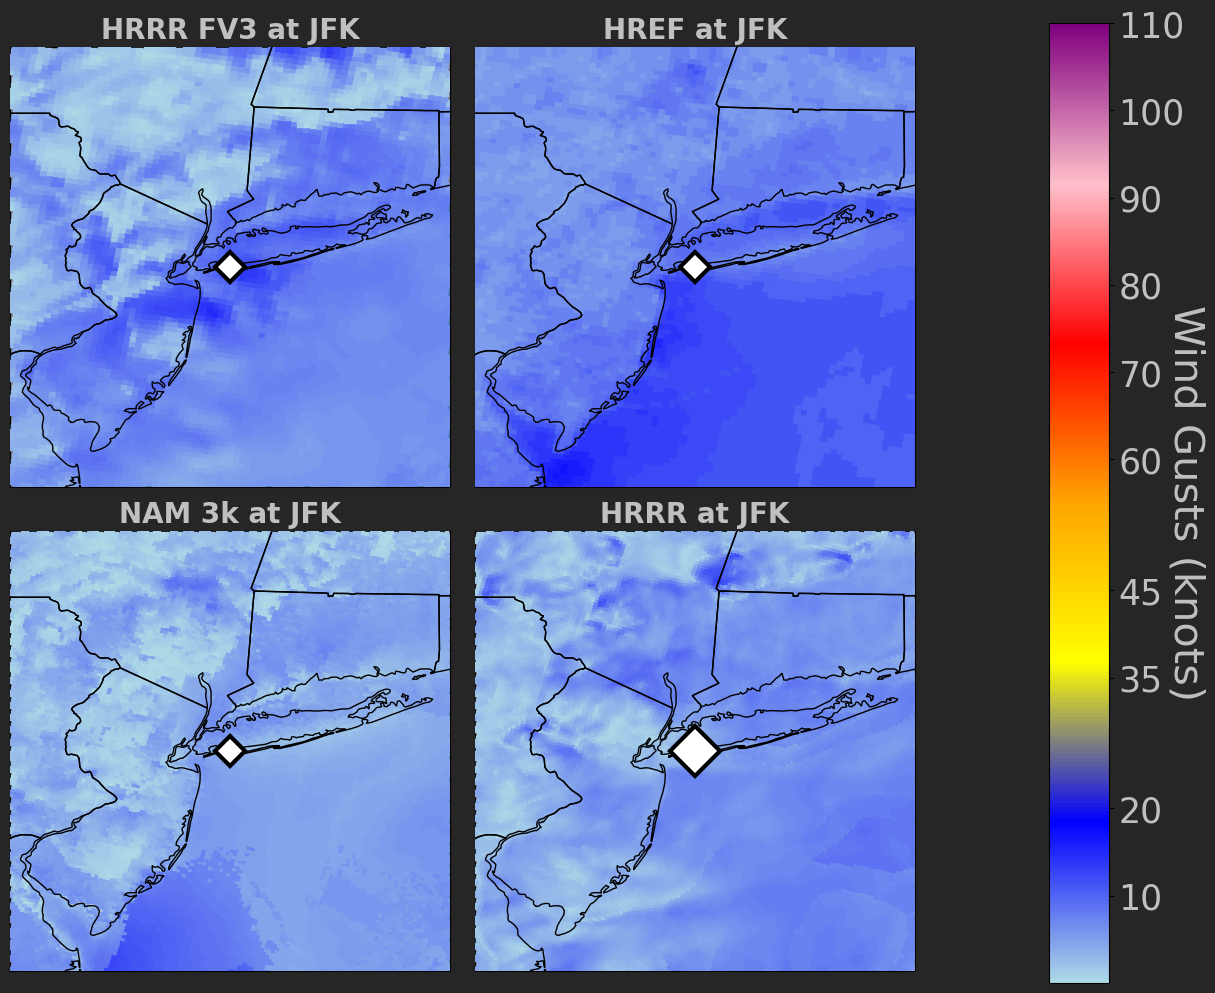 HRRR FV3 at JFK
HREF at JFK
NAM 3k at JFK
HRRR at JFK
110
100
90
80
70
60
45
35
20
10
Wind Gusts (knots)